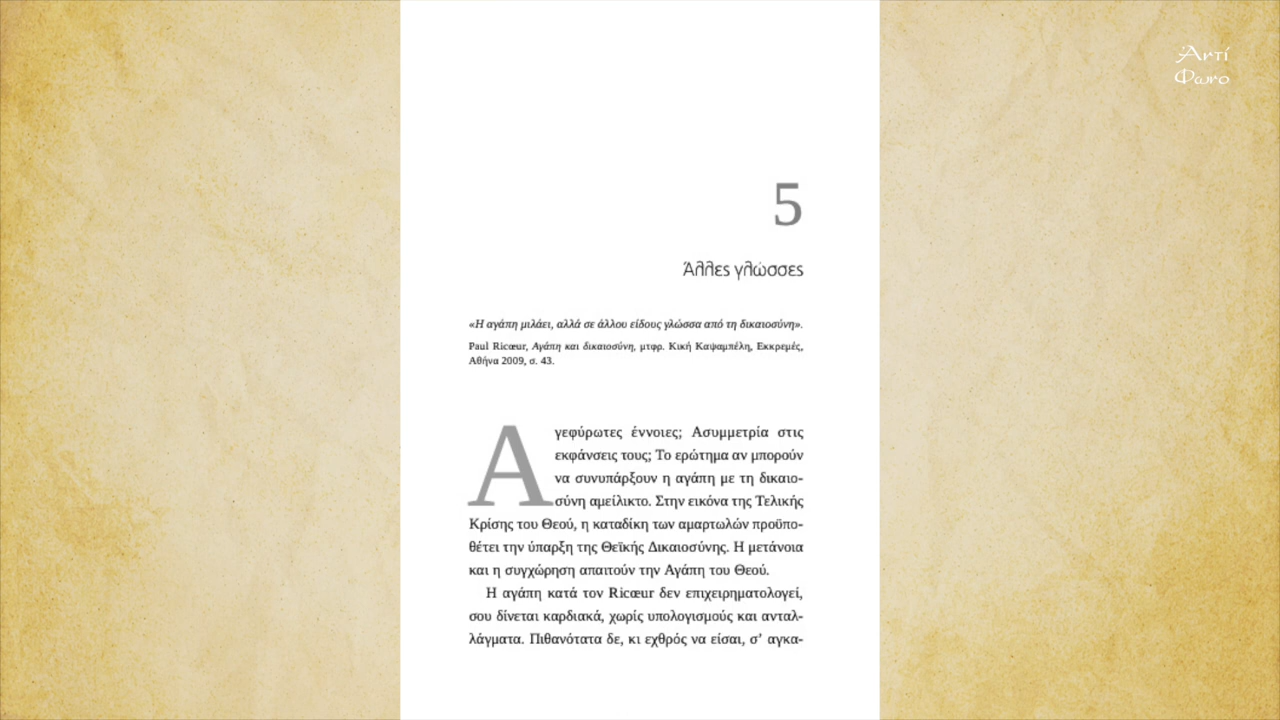 Ἀντί
Φωνο
5
Άλλες γλώσσες
«Η αγάπη μιλάει, αλλά σε άλλου είδους γλώσσα από τη δικαιοσύνη».
Paul Ricœur, Αγάπη και δικαιοσύνη, μτφρ. Κική Καψαμπέλη, Εκκρεμές,
Αθήνα 2009, σ. 43.
Αγεφύρωτες έννοιες; Ασυμμετρία στις
εκφάνσεις τους; Το ερώτημα αν μπορούν
να συνυπάρξουν η αγάπη με τη δικαιο-
σύνη αμείλικτο. Στην εικόνα της Τελικής
Κρίσης του Θεού, η καταδίκη των αμαρτωλών προϋπο-
θέτει την ύπαρξη της Θεϊκής Δικαιοσύνης. Η μετάνοια
και η συγχώρηση απαιτούν την Αγάπη του Θεού.
Η αγάπη κατά τον Ricœur δεν επιχειρηματολογεί,
σου δίνεται καρδιακά, χωρίς υπολογισμούς και ανταλ-
λάγματα. Πιθανότατα δε, κι εχθρός να είσαι, σ’ αγκα-